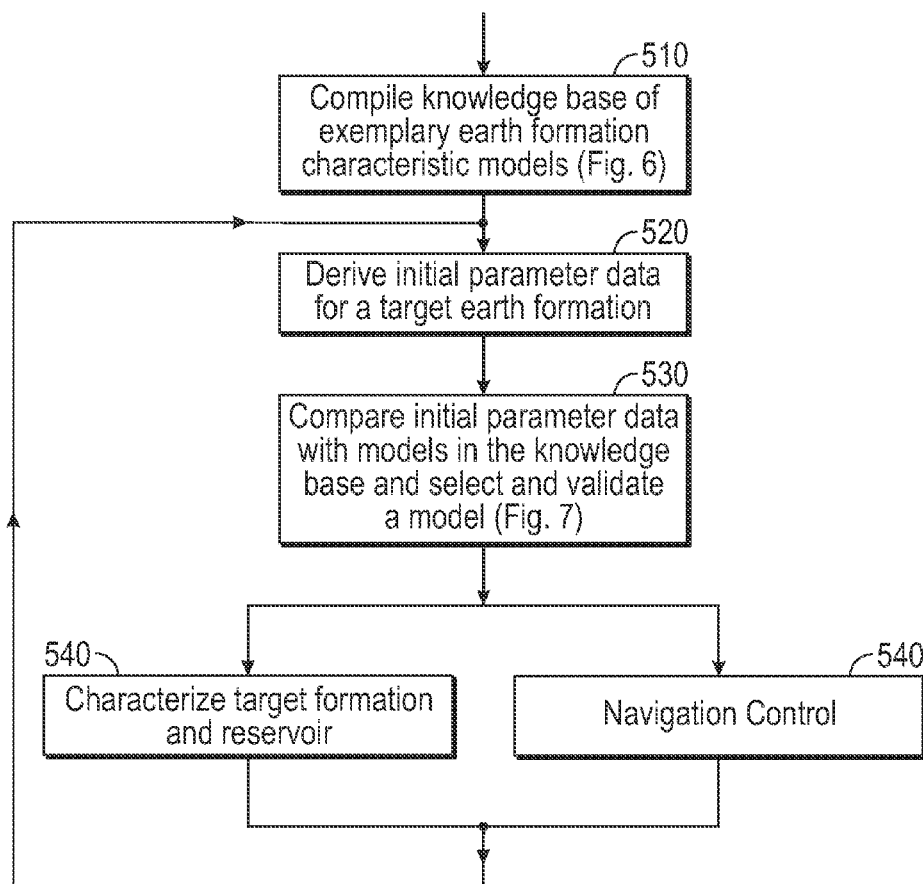 510
Compile knowledge base of
exemplary earth formation
characteristic models (Fig. 6)
520
Derive initial parameter data
for a target earth formation
530
Compare initial parameter data
with models in the knowledge
base and select and validate
a model (Fig. 7)
540
Characterize target formation
and reservoir
540
Navigation Control